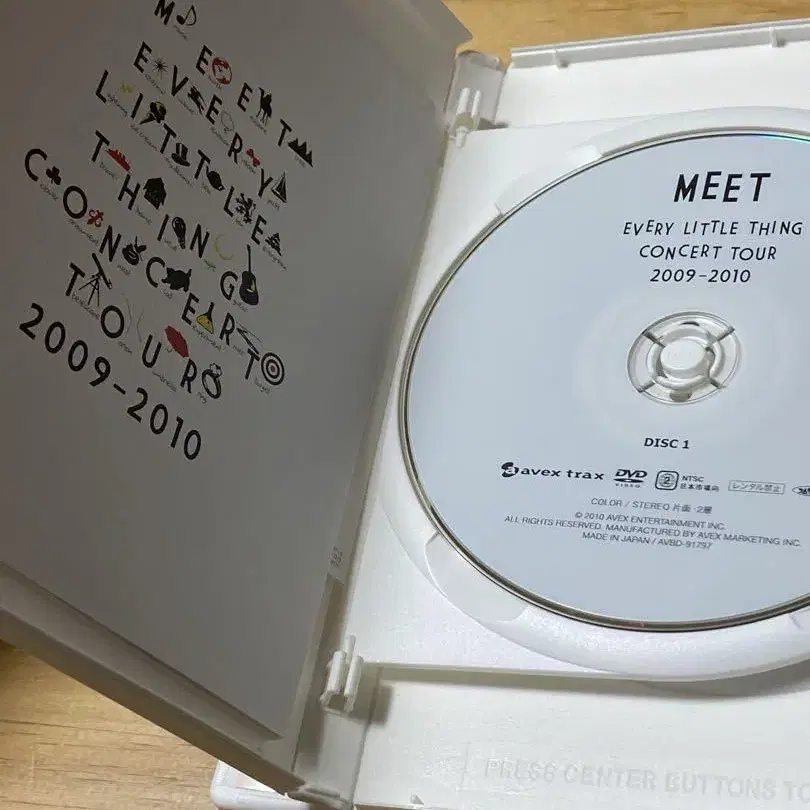 MEET
EVERY
LITTLE
THING
CONCERT
TOUR
2009-2010
MEET
EVERY LITTLE THING
CONCERT TOUR
2009-2010
DISC 1
avex trax DVD VIDEO 2 NTSC 日本市場向 レンタル禁止
COLOR / STEREO 片面・2層
© 2010 AVEX ENTERTAINMENT INC.
ALL RIGHTS RESERVED. MANUFACTURED BY AVEX MARKETING INC.
MADE IN JAPAN / AVBD-91797
PRESS CENTER BUTTONS TO